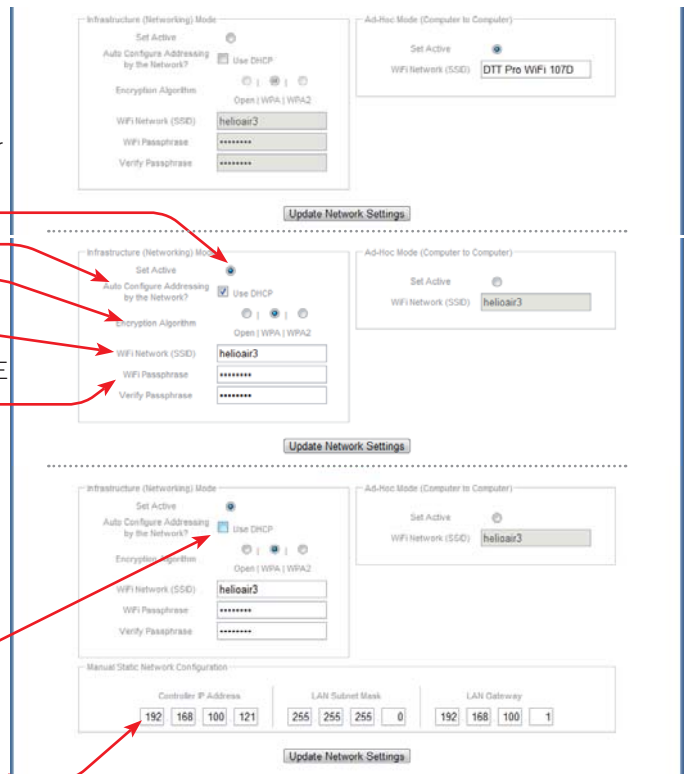 Infrastructure (Networking) Mode
Ad-Hoc Mode (Computer to Computer)
Set Active
Set Active
Auto Configure Addressing
by the Network?
Use DHCP
WiFi Network (SSID)
DTT Pro WiFi 107D
Encryption Algorithm
| |
Open | WPA | WPA2
WiFi Network (SSID)
helioair3
WiFi Passphrase
••••••••
Verify Passphrase
••••••••
Update Network Settings
Infrastructure (Networking) Mode
Ad-Hoc Mode (Computer to Computer)
Set Active
Set Active
Auto Configure Addressing
by the Network?
Use DHCP
WiFi Network (SSID)
helioair3
Encryption Algorithm
| |
Open | WPA | WPA2
WiFi Network (SSID)
helioair3
E
WiFi Passphrase
••••••••
Verify Passphrase
••••••••
Update Network Settings
Infrastructure (Networking) Mode
Ad-Hoc Mode (Computer to Computer)
Set Active
Set Active
Auto Configure Addressing
by the Network?
Use DHCP
WiFi Network (SSID)
helioair3
Encryption Algorithm
| |
Open | WPA | WPA2
WiFi Network (SSID)
helioair3
WiFi Passphrase
••••••••
Verify Passphrase
••••••••
Manual Static Network Configuration
Controller IP Address
LAN Subnet Mask
LAN Gateway
192 168 100 121
255 255 255 0
192 168 100 1
Update Network Settings